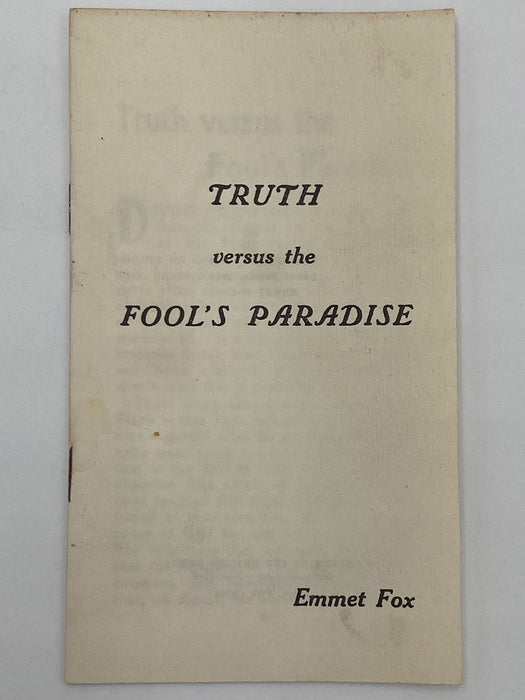 TRUTH
versus the
FOOL'S PARADISE
Emmet Fox